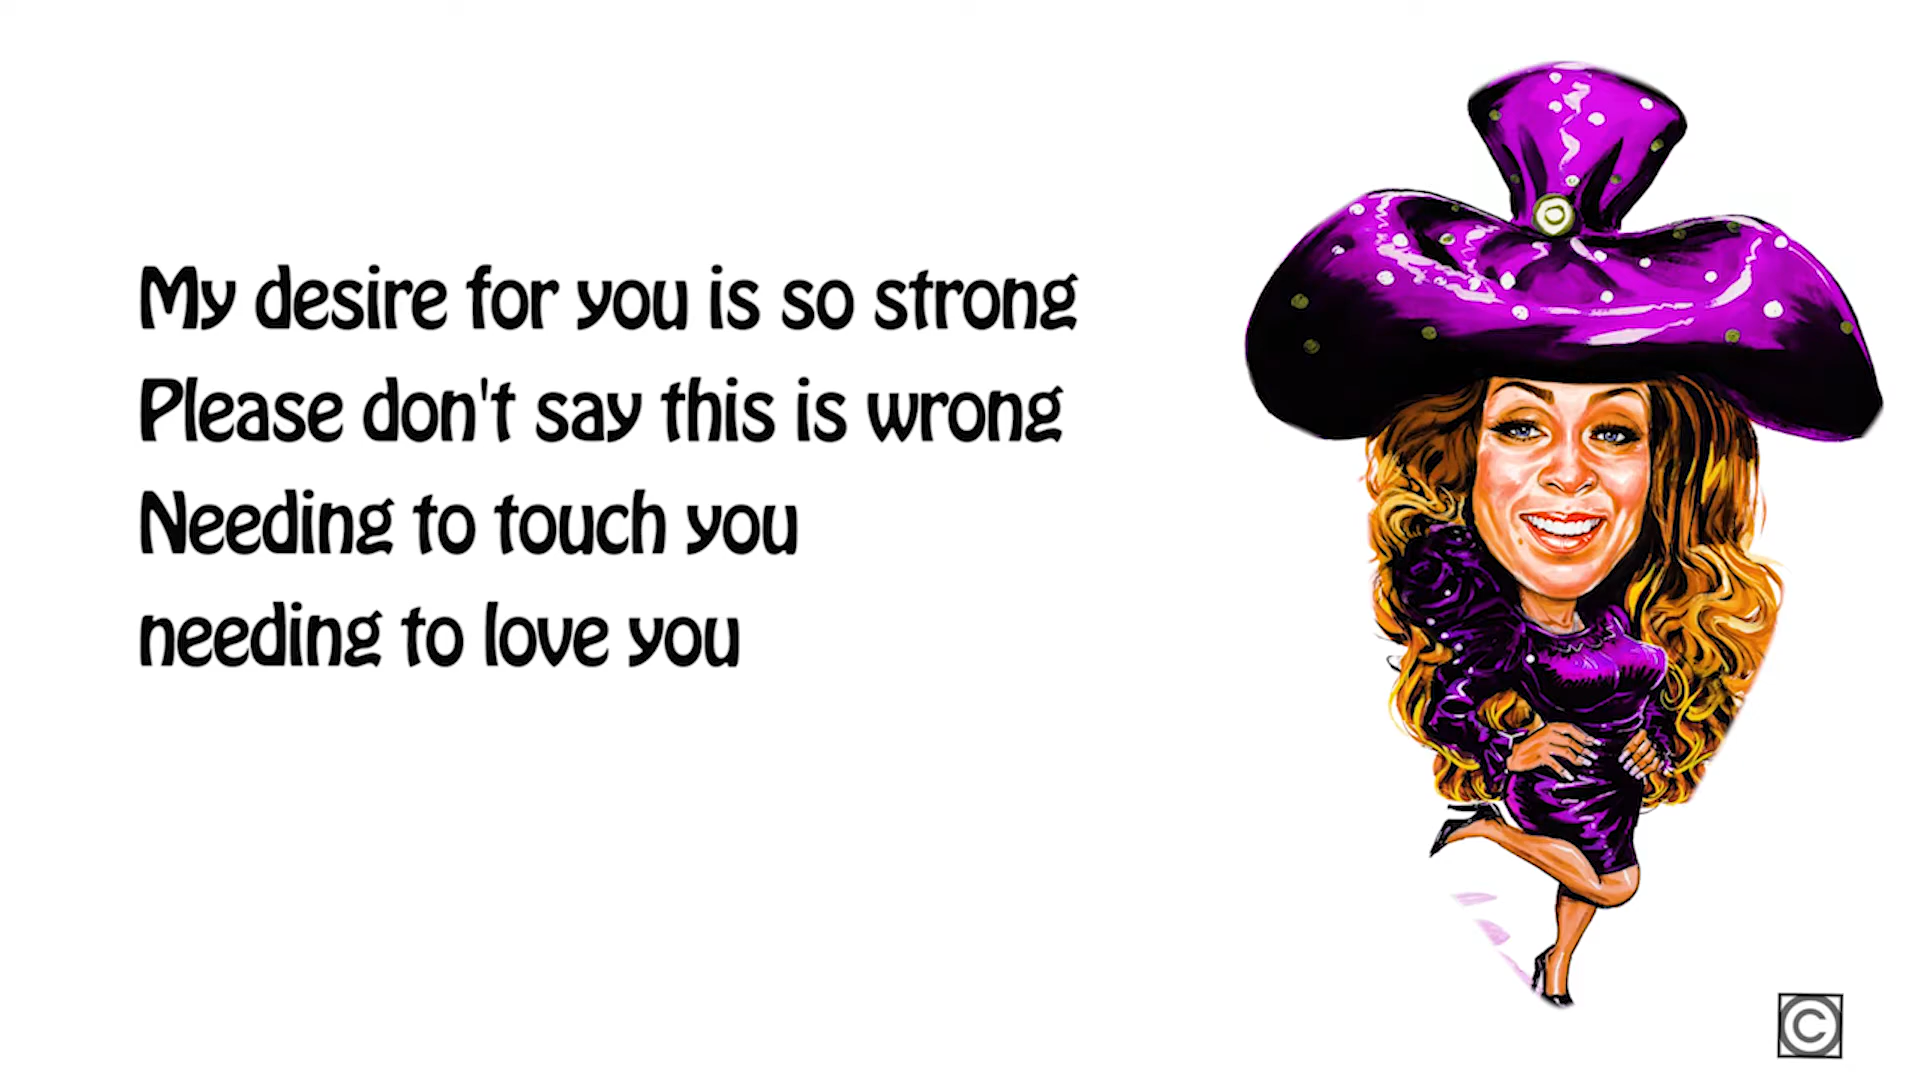 My desire for you is so strong
Please don't say this is wrong
Needing to touch you
needing to love you
©